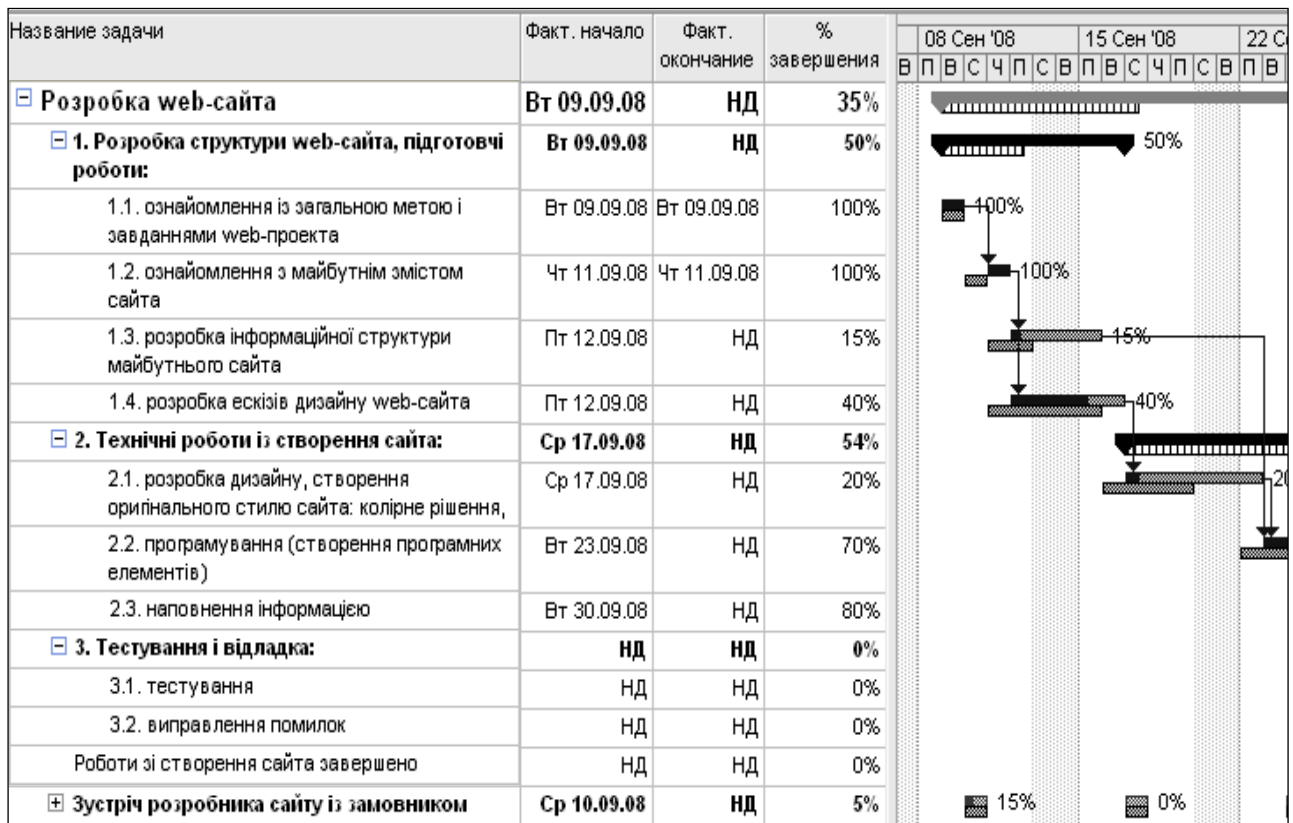 Название задачи Факт. начало Факт. окончание % завершения
08 Сен '08 15 Сен '08 22
В П В С Ч П С В П В С Ч П С В П В
Розробка web-сайта Вт 09.09.08 НД 35%
1. Розробка структури web-сайта, підготовчі Вт 09.09.08 НД 50% 50%
роботи:
1.1. ознайомлення із загальною метою і Вт 09.09.08 Вт 09.09.08 100% 100%
завданнями web-проекта
1.2. ознайомлення з майбутнім змістом Чт 11.09.08 Чт 11.09.08 100% 100%
сайта
1.3. розробка інформаційної структури Пт 12.09.08 НД 15% 15%
майбутнього сайта
1.4. розробка ескізів дизайну web-сайта Пт 12.09.08 НД 40% 40%
2. Технічні роботи із створення сайта: Ср 17.09.08 НД 54%
2.1. розробка дизайну, створення Ср 17.09.08 НД 20% 20
оригінального стилю сайта: колірне рішення,
2.2. програмування (створення програмних Вт 23.09.08 НД 70%
елементів)
2.3. наповнення інформацією Вт 30.09.08 НД 80%
3. Тестування і відладка: НД НД 0%
3.1. тестування НД НД 0%
3.2. виправлення помилок НД НД 0%
Роботи зі створення сайта завершено НД НД 0%
Зустріч розробника сайту із замовником Ср 10.09.08 НД 5% 15% 0%